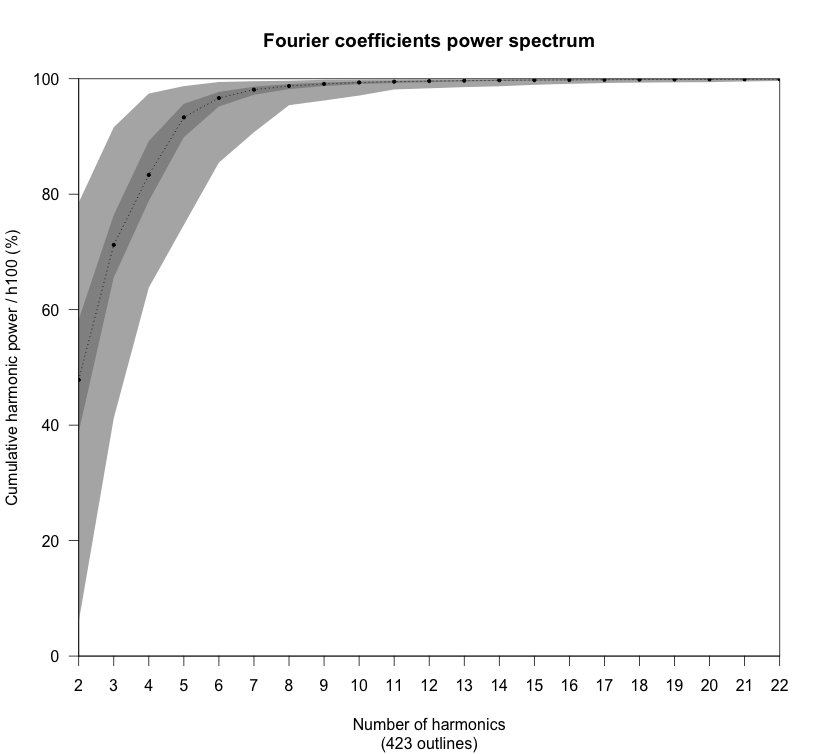 Fourier coefficients power spectrum
Cumulative harmonic power / h100 (%)
100
80
60
40
20
0
2 3 4 5 6 7 8 9 10 11 12 13 14 15 16 17 18 19 20 21 22
Number of harmonics
(423 outlines)